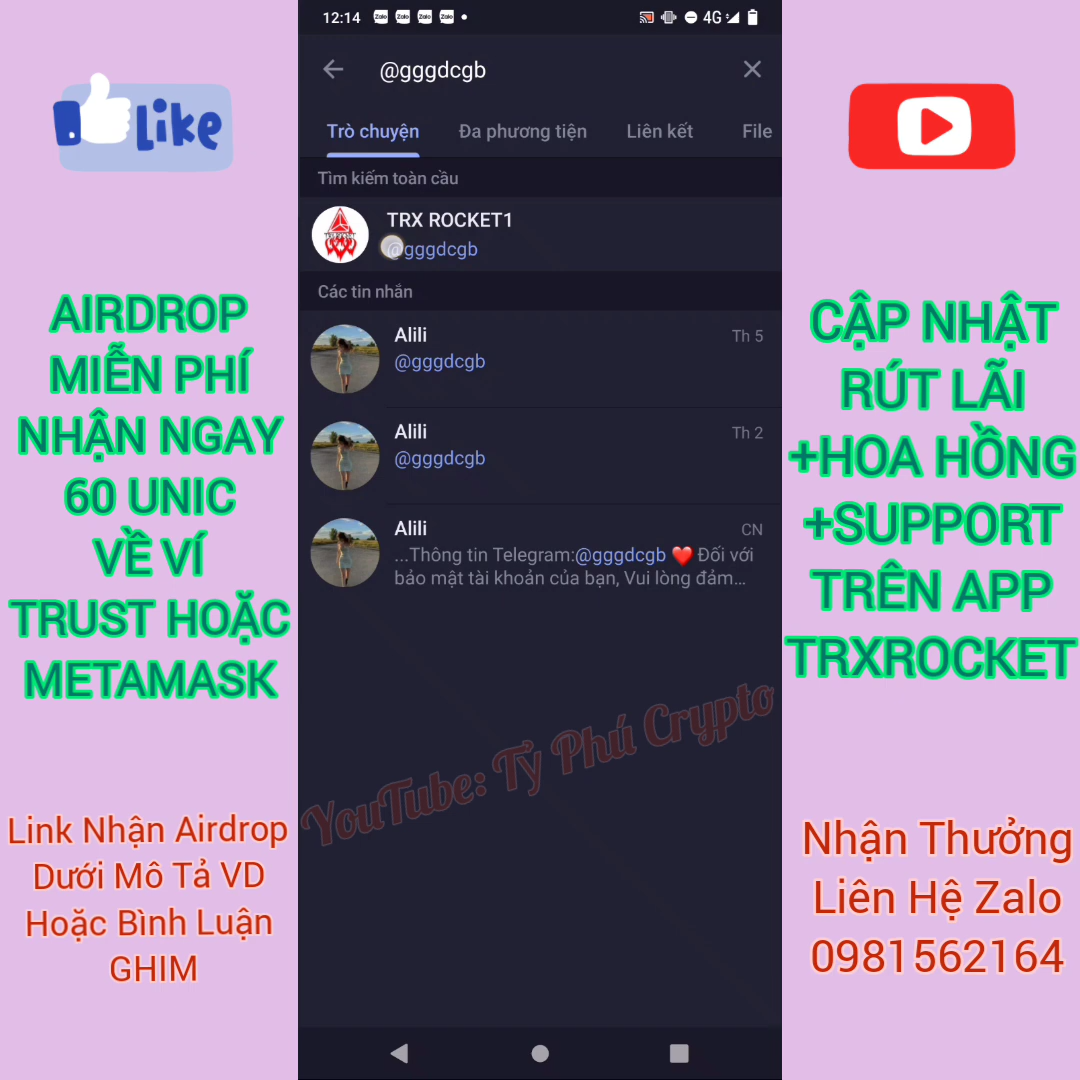 12:14
Zalo Zalo Zalo Zalo
4G
@gggdcgb
Trò chuyện
Đa phương tiện
Liên kết
File
Tìm kiếm toàn cầu
TRX ROCKET1
@gggdcgb
Các tin nhắn
Alili
Th 5
@gggdcgb
Alili
Th 2
@gggdcgb
Alili
CN
...Thông tin Telegram:@gggdcgb ❤️ Đối với
bảo mật tài khoản của bạn, Vui lòng đảm...
YouTube: Tỷ Phú Crypto
Like
AIRDROP
MIỄN PHÍ
NHẬN NGAY
60 UNIC
VỀ VÍ
TRUST HOẶC
METAMASK
Link Nhận Airdrop
Dưới Mô Tả VD
Hoặc Bình Luận
GHIM
CẬP NHẬT
RÚT LÃI
+HOA HỒNG
+SUPPORT
TRÊN APP
TRXROCKET
Nhận Thưởng
Liên Hệ Zalo
0981562164